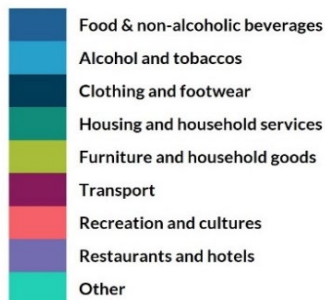 Food & non-alcoholic beverages
Alcohol and tobaccos
Clothing and footwear
Housing and household services
Furniture and household goods
Transport
Recreation and cultures
Restaurants and hotels
Other